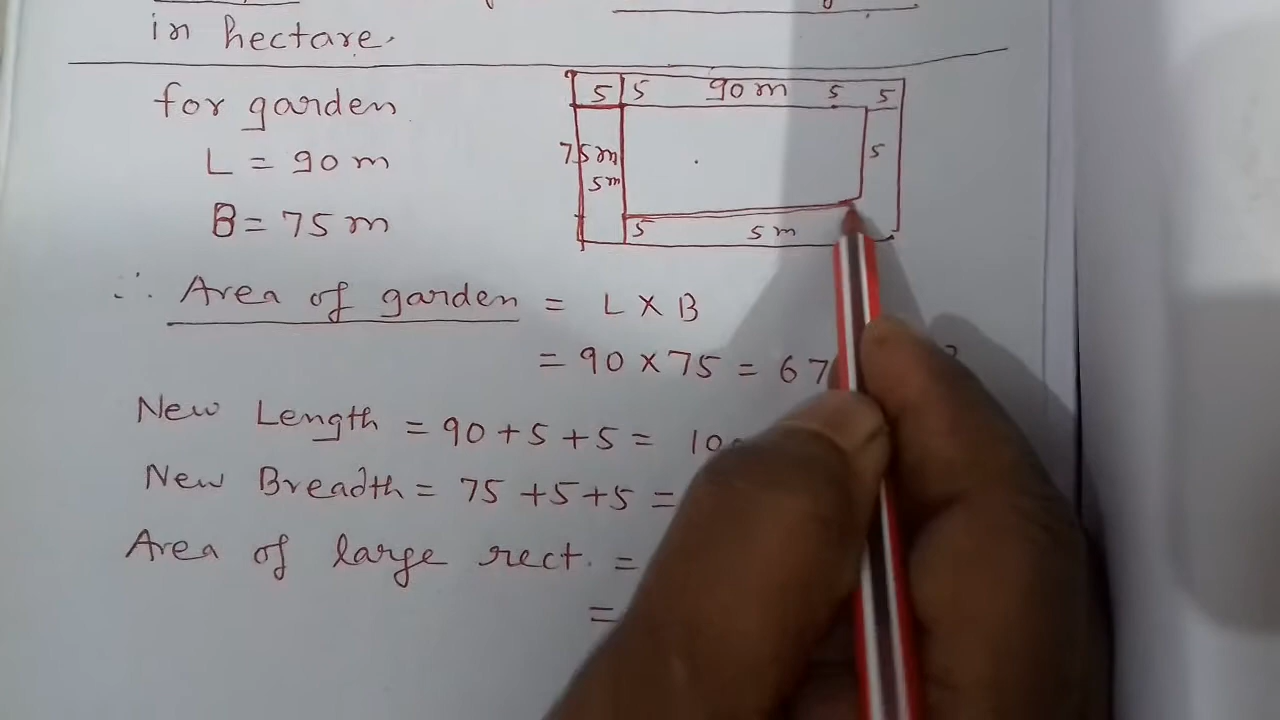 in hectare.
for garden
L = 90 m
B = 75 m
5 5 90 m 5 5
75 m 5
5 m
5 5 m
∴ Area of garden = L × B
= 90 × 75 = 67
New Length = 90 + 5 + 5 = 10
New Breadth = 75 + 5 + 5 =
Area of large rect. =
=